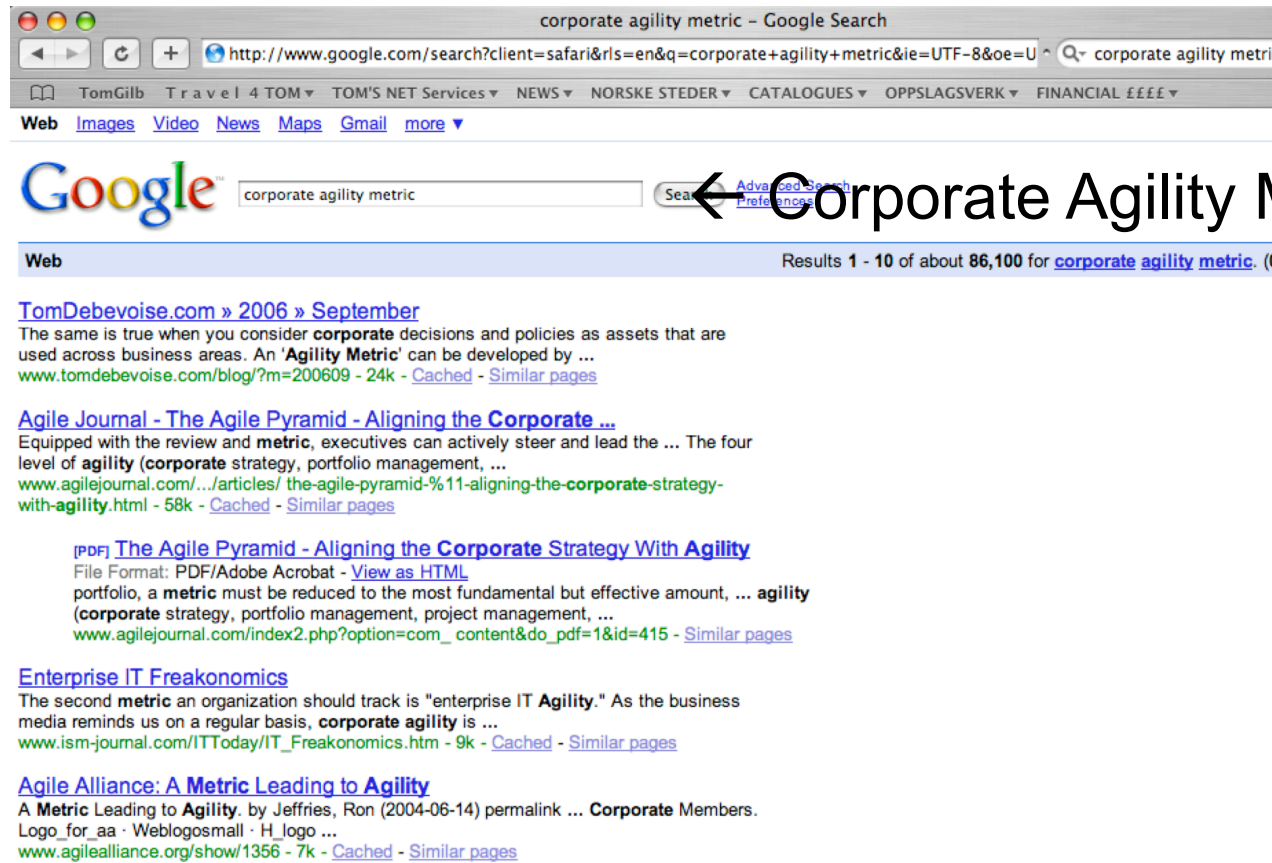 corporate agility metric – Google Search
http://www.google.com/search?client=safari&rls=en&q=corporate+agility+metric&ie=UTF-8&oe=U corporate agility metri
TomGilb Travel 4 TOM▾ TOM'S NET Services▾ NEWS▾ NORSKE STEDER▾ CATALOGUES▾ OPPSLAGSVERK▾ FINANCIAL ££££▾
Web Images Video News Maps Gmail more ▼
Google™ corporate agility metric Search Advanced Search
Preferences
← Corporate Agility M
Web Results 1 - 10 of about 86,100 for corporate agility metric. (
TomDebevoise.com » 2006 » September
The same is true when you consider corporate decisions and policies as assets that are
used across business areas. An 'Agility Metric' can be developed by ...
www.tomdebevoise.com/blog/?m=200609 - 24k - Cached - Similar pages
Agile Journal - The Agile Pyramid - Aligning the Corporate ...
Equipped with the review and metric, executives can actively steer and lead the ... The four
level of agility (corporate strategy, portfolio management, ...
www.agilejournal.com/.../articles/ the-agile-pyramid-%11-aligning-the-corporate-strategy-
with-agility.html - 58k - Cached - Similar pages
[PDF] The Agile Pyramid - Aligning the Corporate Strategy With Agility
File Format: PDF/Adobe Acrobat - View as HTML
portfolio, a metric must be reduced to the most fundamental but effective amount, ... agility
(corporate strategy, portfolio management, project management, ...
www.agilejournal.com/index2.php?option=com_ content&do_pdf=1&id=415 - Similar pages
Enterprise IT Freakonomics
The second metric an organization should track is "enterprise IT Agility." As the business
media reminds us on a regular basis, corporate agility is ...
www.ism-journal.com/ITToday/IT_Freakonomics.htm - 9k - Cached - Similar pages
Agile Alliance: A Metric Leading to Agility
A Metric Leading to Agility. by Jeffries, Ron (2004-06-14) permalink ... Corporate Members.
Logo_for_aa · Weblogosmall · H_logo ...
www.agilealliance.org/show/1356 - 7k - Cached - Similar pages